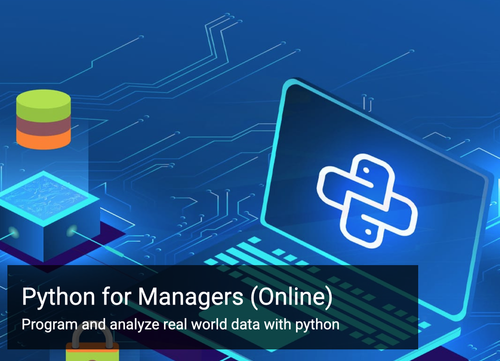 Python for Managers (Online)
Program and analyze real world data with python